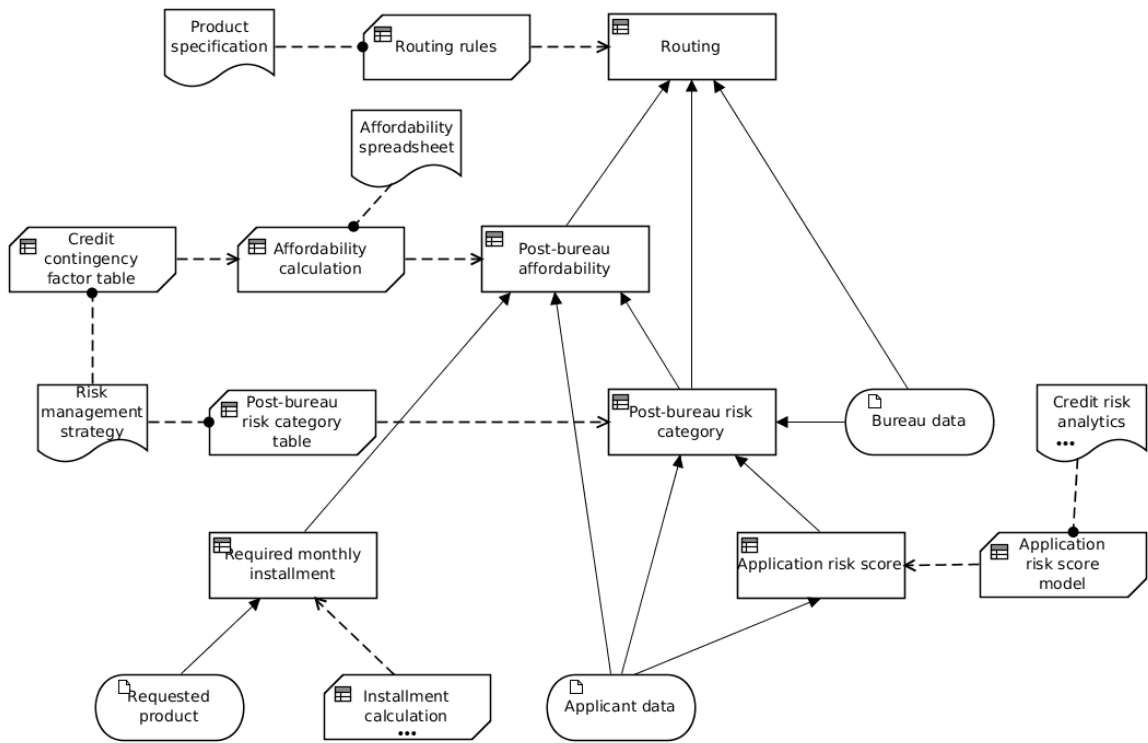 Product
specification
Routing rules
Routing
Affordability
spreadsheet
Credit
contingency
factor table
Affordability
calculation
Post-bureau
affordability
Risk
management
strategy
Post-bureau
risk category
table
Post-bureau risk
category
Bureau data
Credit risk
analytics
•••
Required monthly
installment
Application risk score
Application
risk score
model
Requested
product
Installment
calculation
•••
Applicant data